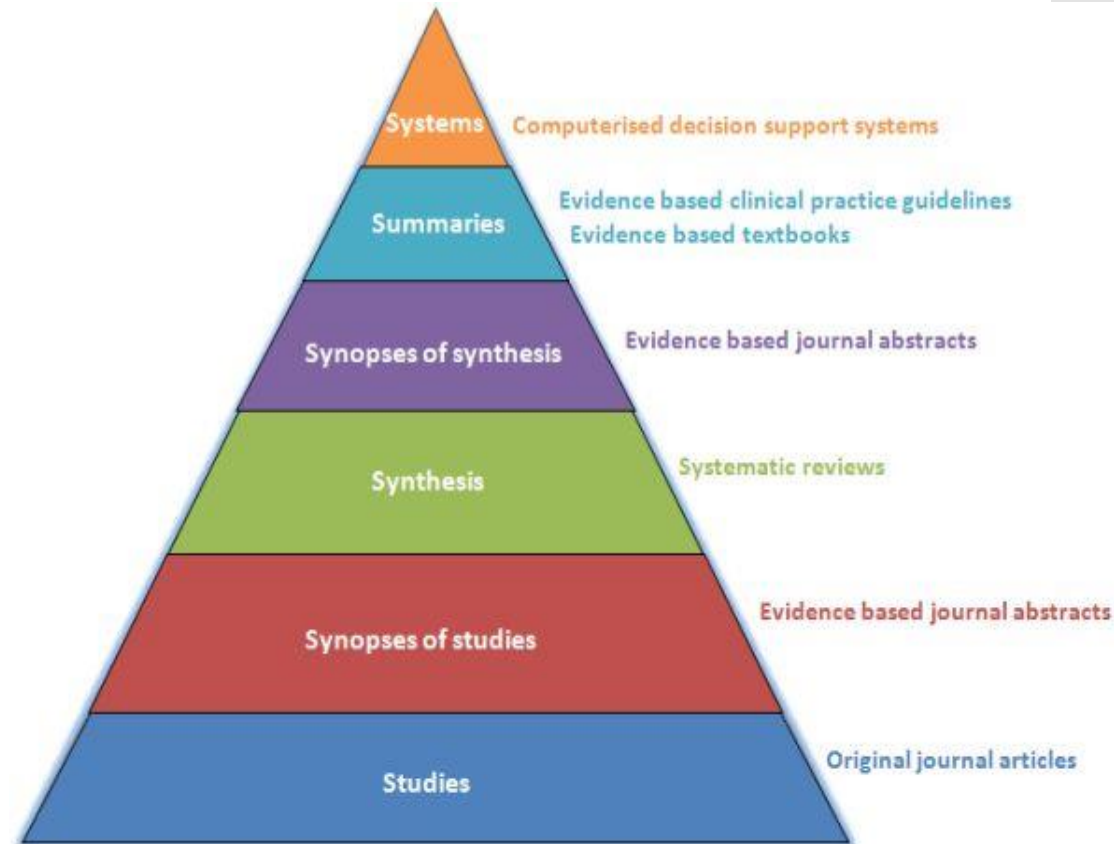 Systems
Computerised decision support systems
Summaries
Evidence based clinical practice guidelines
Evidence based textbooks
Synopses of synthesis
Evidence based journal abstracts
Synthesis
Systematic reviews
Synopses of studies
Evidence based journal abstracts
Studies
Original journal articles